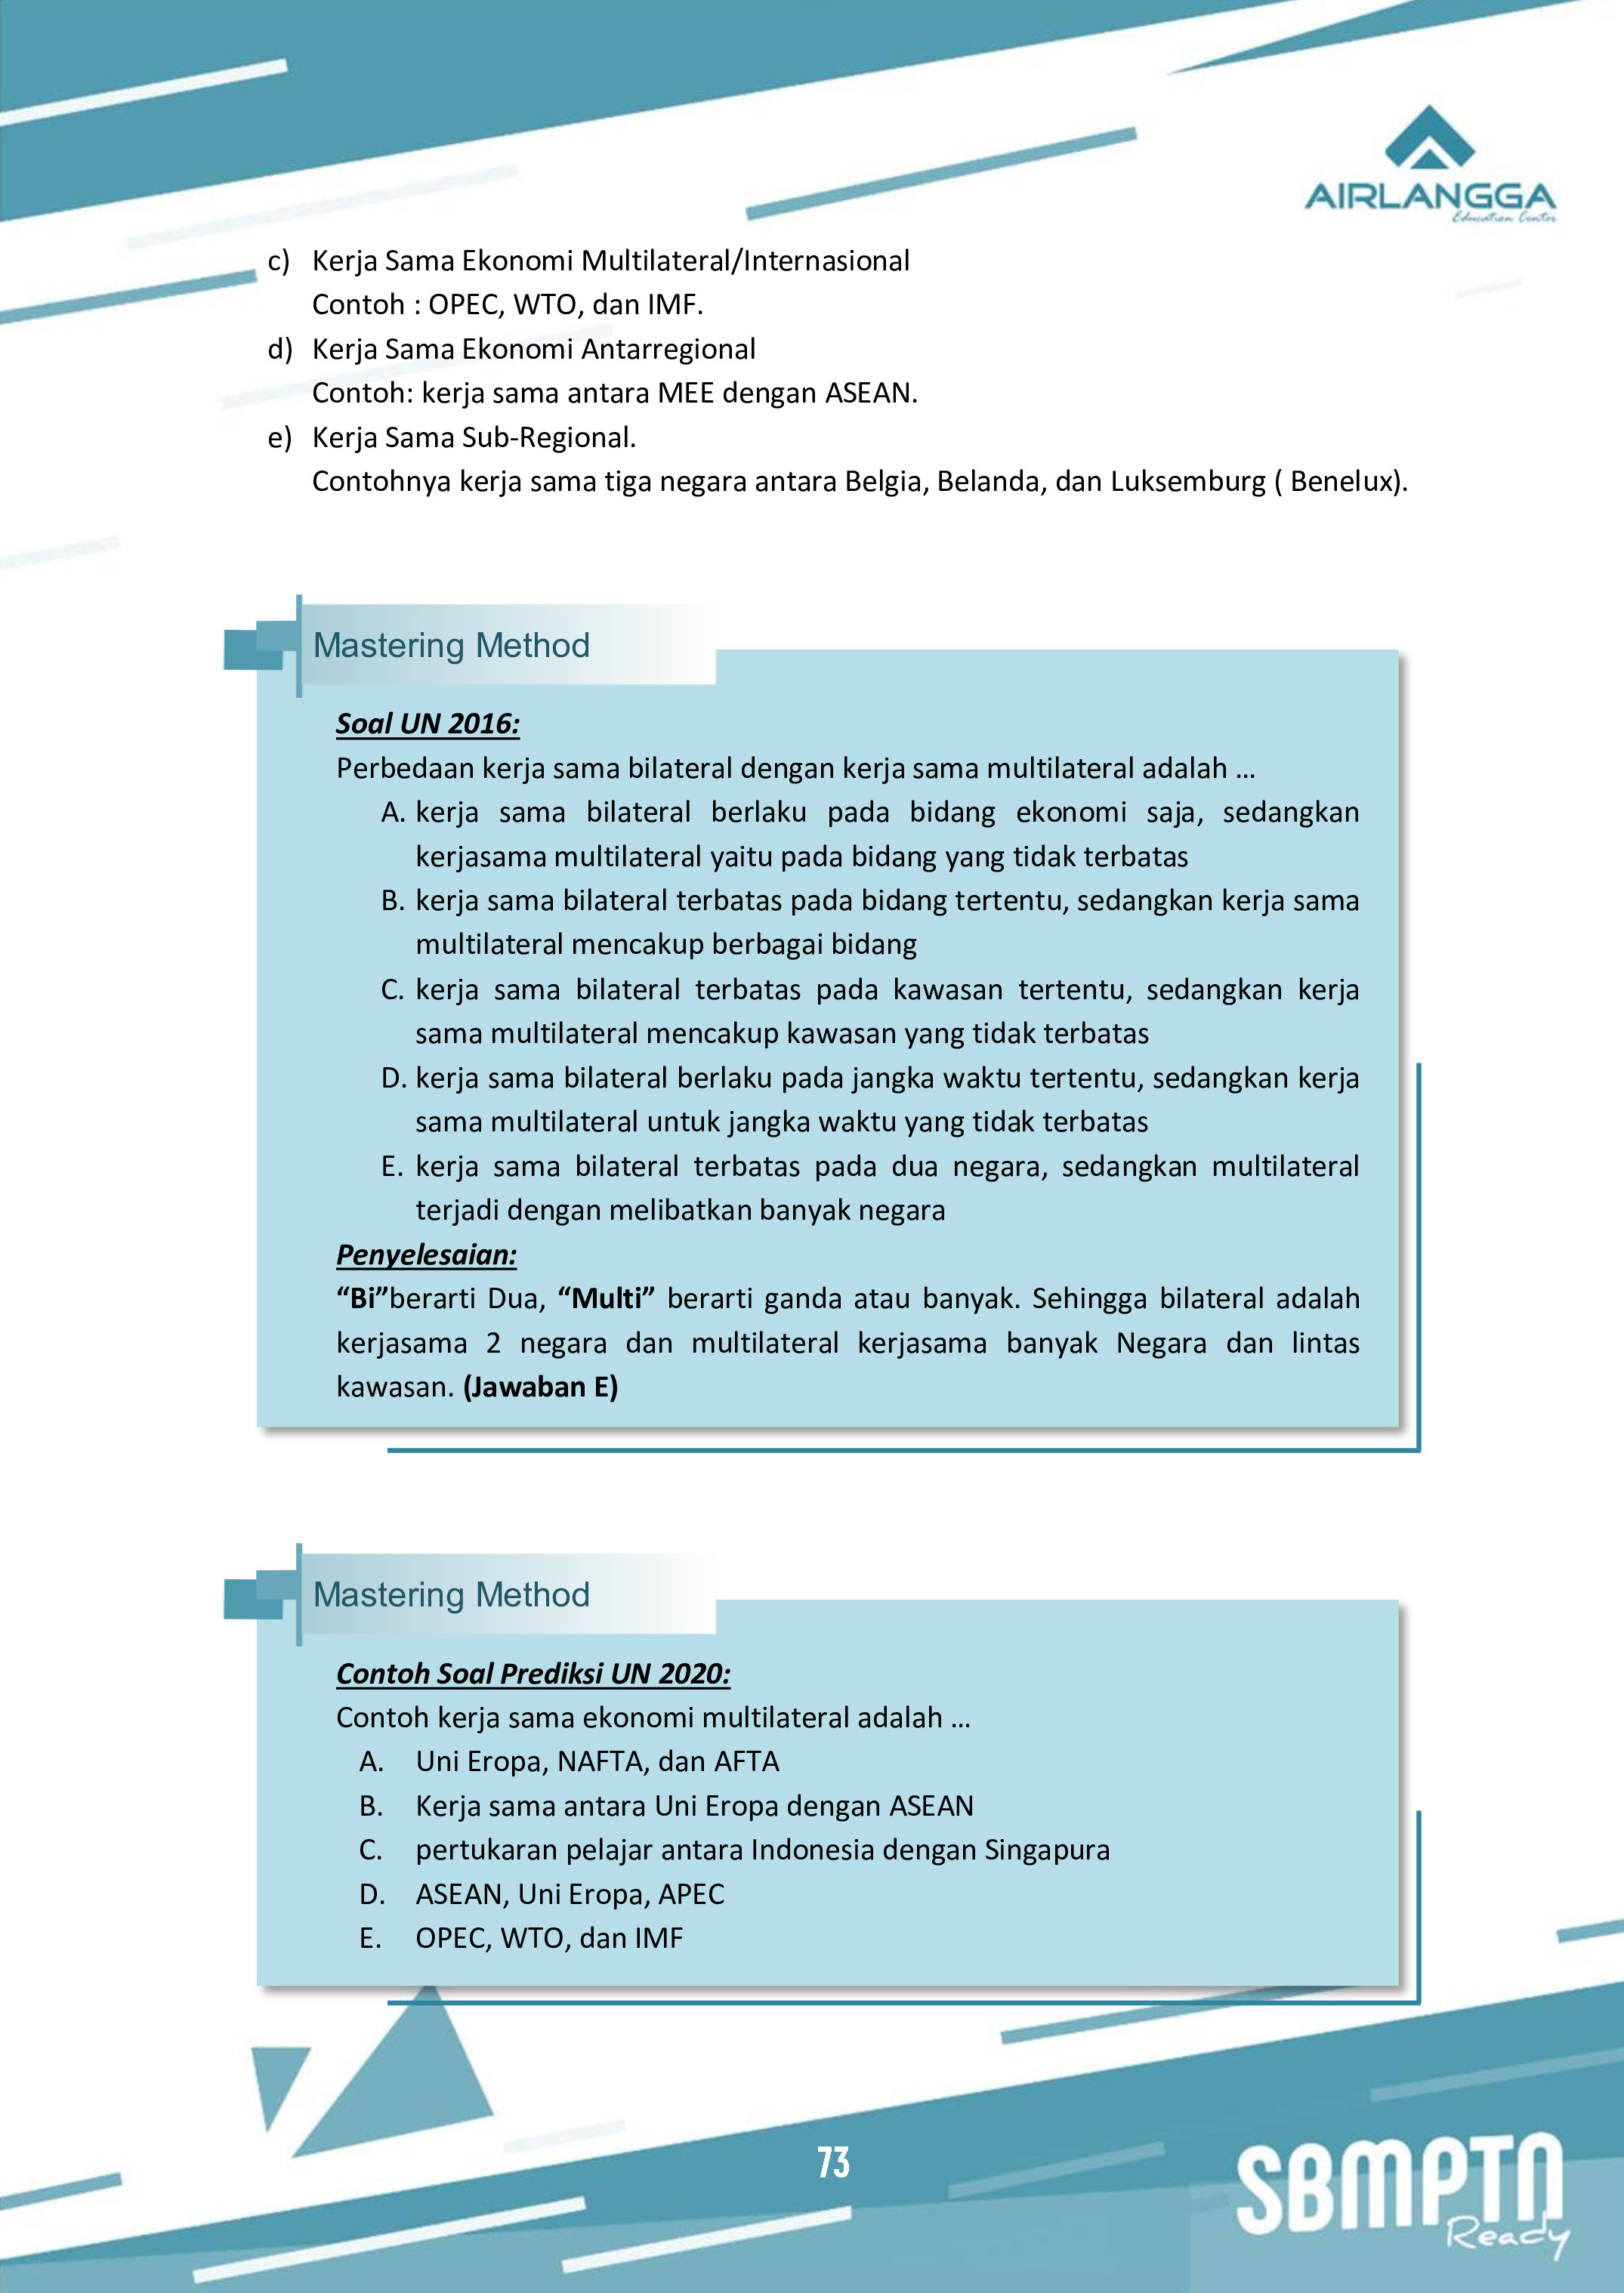 AIRLANGGA
Education Center
c) Kerja Sama Ekonomi Multilateral/Internasional
Contoh : OPEC, WTO, dan IMF.
d) Kerja Sama Ekonomi Antarregional
Contoh: kerja sama antara MEE dengan ASEAN.
e) Kerja Sama Sub-Regional.
Contohnya kerja sama tiga negara antara Belgia, Belanda, dan Luksemburg ( Benelux).
Mastering Method
Soal UN 2016:
Perbedaan kerja sama bilateral dengan kerja sama multilateral adalah ...
A. kerja sama bilateral berlaku pada bidang ekonomi saja, sedangkan
kerjasama multilateral yaitu pada bidang yang tidak terbatas
B. kerja sama bilateral terbatas pada bidang tertentu, sedangkan kerja sama
multilateral mencakup berbagai bidang
C. kerja sama bilateral terbatas pada kawasan tertentu, sedangkan kerja
sama multilateral mencakup kawasan yang tidak terbatas
D. kerja sama bilateral berlaku pada jangka waktu tertentu, sedangkan kerja
sama multilateral untuk jangka waktu yang tidak terbatas
E. kerja sama bilateral terbatas pada dua negara, sedangkan multilateral
terjadi dengan melibatkan banyak negara
Penyelesaian:
“Bi”berarti Dua, “Multi” berarti ganda atau banyak. Sehingga bilateral adalah
kerjasama 2 negara dan multilateral kerjasama banyak Negara dan lintas
kawasan. (Jawaban E)
Mastering Method
Contoh Soal Prediksi UN 2020:
Contoh kerja sama ekonomi multilateral adalah ...
A. Uni Eropa, NAFTA, dan AFTA
B. Kerja sama antara Uni Eropa dengan ASEAN
C. pertukaran pelajar antara Indonesia dengan Singapura
D. ASEAN, Uni Eropa, APEC
E. OPEC, WTO, dan IMF
73
SBMPTN
Ready